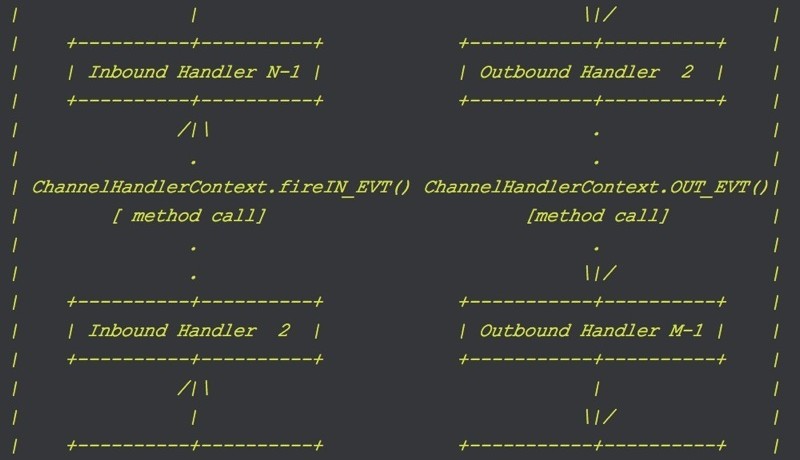 |                  |                                     \|/               |
|     +----------+----------+            +----------+----------+    |
|     | Inbound Handler N-1 |            | Outbound Handler  2 |    |
|     +----------+----------+            +----------+----------+    |
|               /|\                                  .              |
|                .                                   .              |
| ChannelHandlerContext.fireIN_EVT() ChannelHandlerContext.OUT_EVT()|
|        [ method call]                       [method call]         |
|                .                                   .              |
|                .                                  \|/             |
|     +----------+----------+            +----------+----------+    |
|     | Inbound Handler  2  |            | Outbound Handler M-1 |   |
|     +----------+----------+            +----------+----------+    |
|               /|\                                  |              |
|                |                                  \|/             |
|     +----------+----------+            +----------+----------+    |